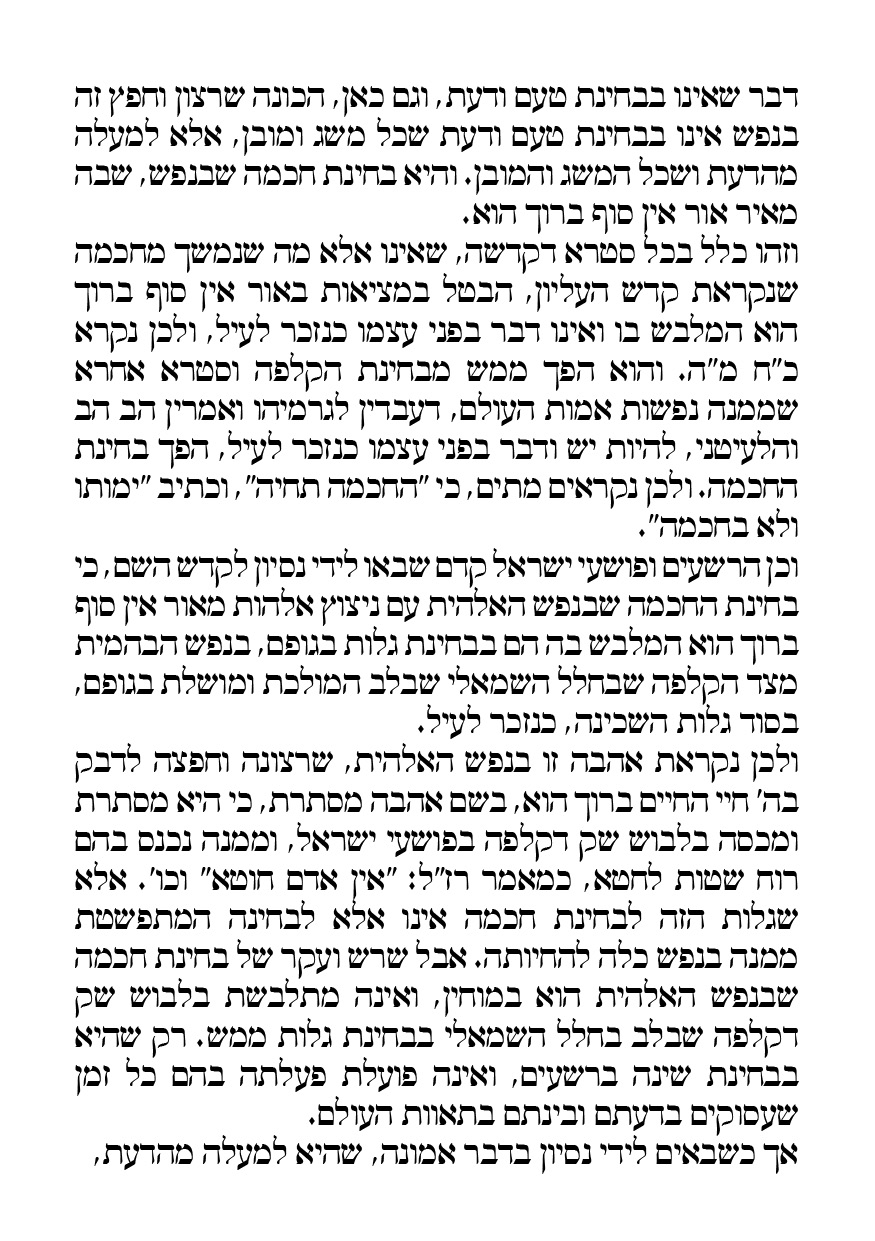 דבר שאינו בבחינת טעם ודעת, וגם כאן, הכונה שרצון וחפץ זה
בנפש אינו בבחינת טעם ודעת שכל משג ומובן, אלא למעלה
מהדעת ושכל המשג והמובן. והיא בחינת חכמה שבנפש, שבה
מאיר אור אין סוף ברוך הוא.
וזהו כלל בכל סטרא דקדשה, שאינו אלא מה שנמשך מחכמה
שנקראת קדש העליון, הבטל במציאות באור אין סוף ברוך
הוא המלבש בו ואינו דבר בפני עצמו כנזכר לעיל, ולכן נקרא
כ"ח מ"ה. והוא הפך ממש מבחינת הקלפה וסטרא אחרא
שממנה נפשות אמות העולם, דעבדין לגרמיהו ואמרין הב הב
והלעיטני, להיות יש ודבר בפני עצמו כנזכר לעיל, הפך בחינת
החכמה. ולכן נקראים מתים, כי "החכמה תחיה", וכתיב "ימותו
ולא בחכמה".
וכן הרשעים ופושעי ישראל קדם שבאו לידי נסיון לקדש השם, כי
בחינת החכמה שבנפש האלהית עם ניצוץ אלהות מאור אין סוף
ברוך הוא המלבש בה הם בבחינת גלות בגופם, בנפש הבהמית
מצד הקלפה שבחלל השמאלי שבלב המולכת ומושלת בגופם,
בסוד גלות השכינה, כנזכר לעיל.
ולכן נקראת אהבה זו בנפש האלהית, שרצונה וחפצה לדבק
בה' חיי החיים ברוך הוא, בשם אהבה מסתרת, כי היא מסתרת
ומכסה בלבוש שק דקלפה בפושעי ישראל, וממנה נכנס בהם
רוח שטות לחטא, כמאמר רז"ל: "אין אדם חוטא" וכו'. אלא
שגלות הזה לבחינת חכמה אינו אלא לבחינה המתפשטת
ממנה בנפש כלה להחיותה. אבל שרש ועקר של בחינת חכמה
שבנפש האלהית הוא במוחין, ואינה מתלבשת בלבוש שק
דקלפה שבלב בחלל השמאלי בבחינת גלות ממש. רק שהיא
בבחינת שינה ברשעים, ואינה פועלת פעלתה בהם כל זמן
שעסוקים בדעתם ובינתם בתאוות העולם.
אך כשבאים לידי נסיון בדבר אמונה, שהיא למעלה מהדעת,